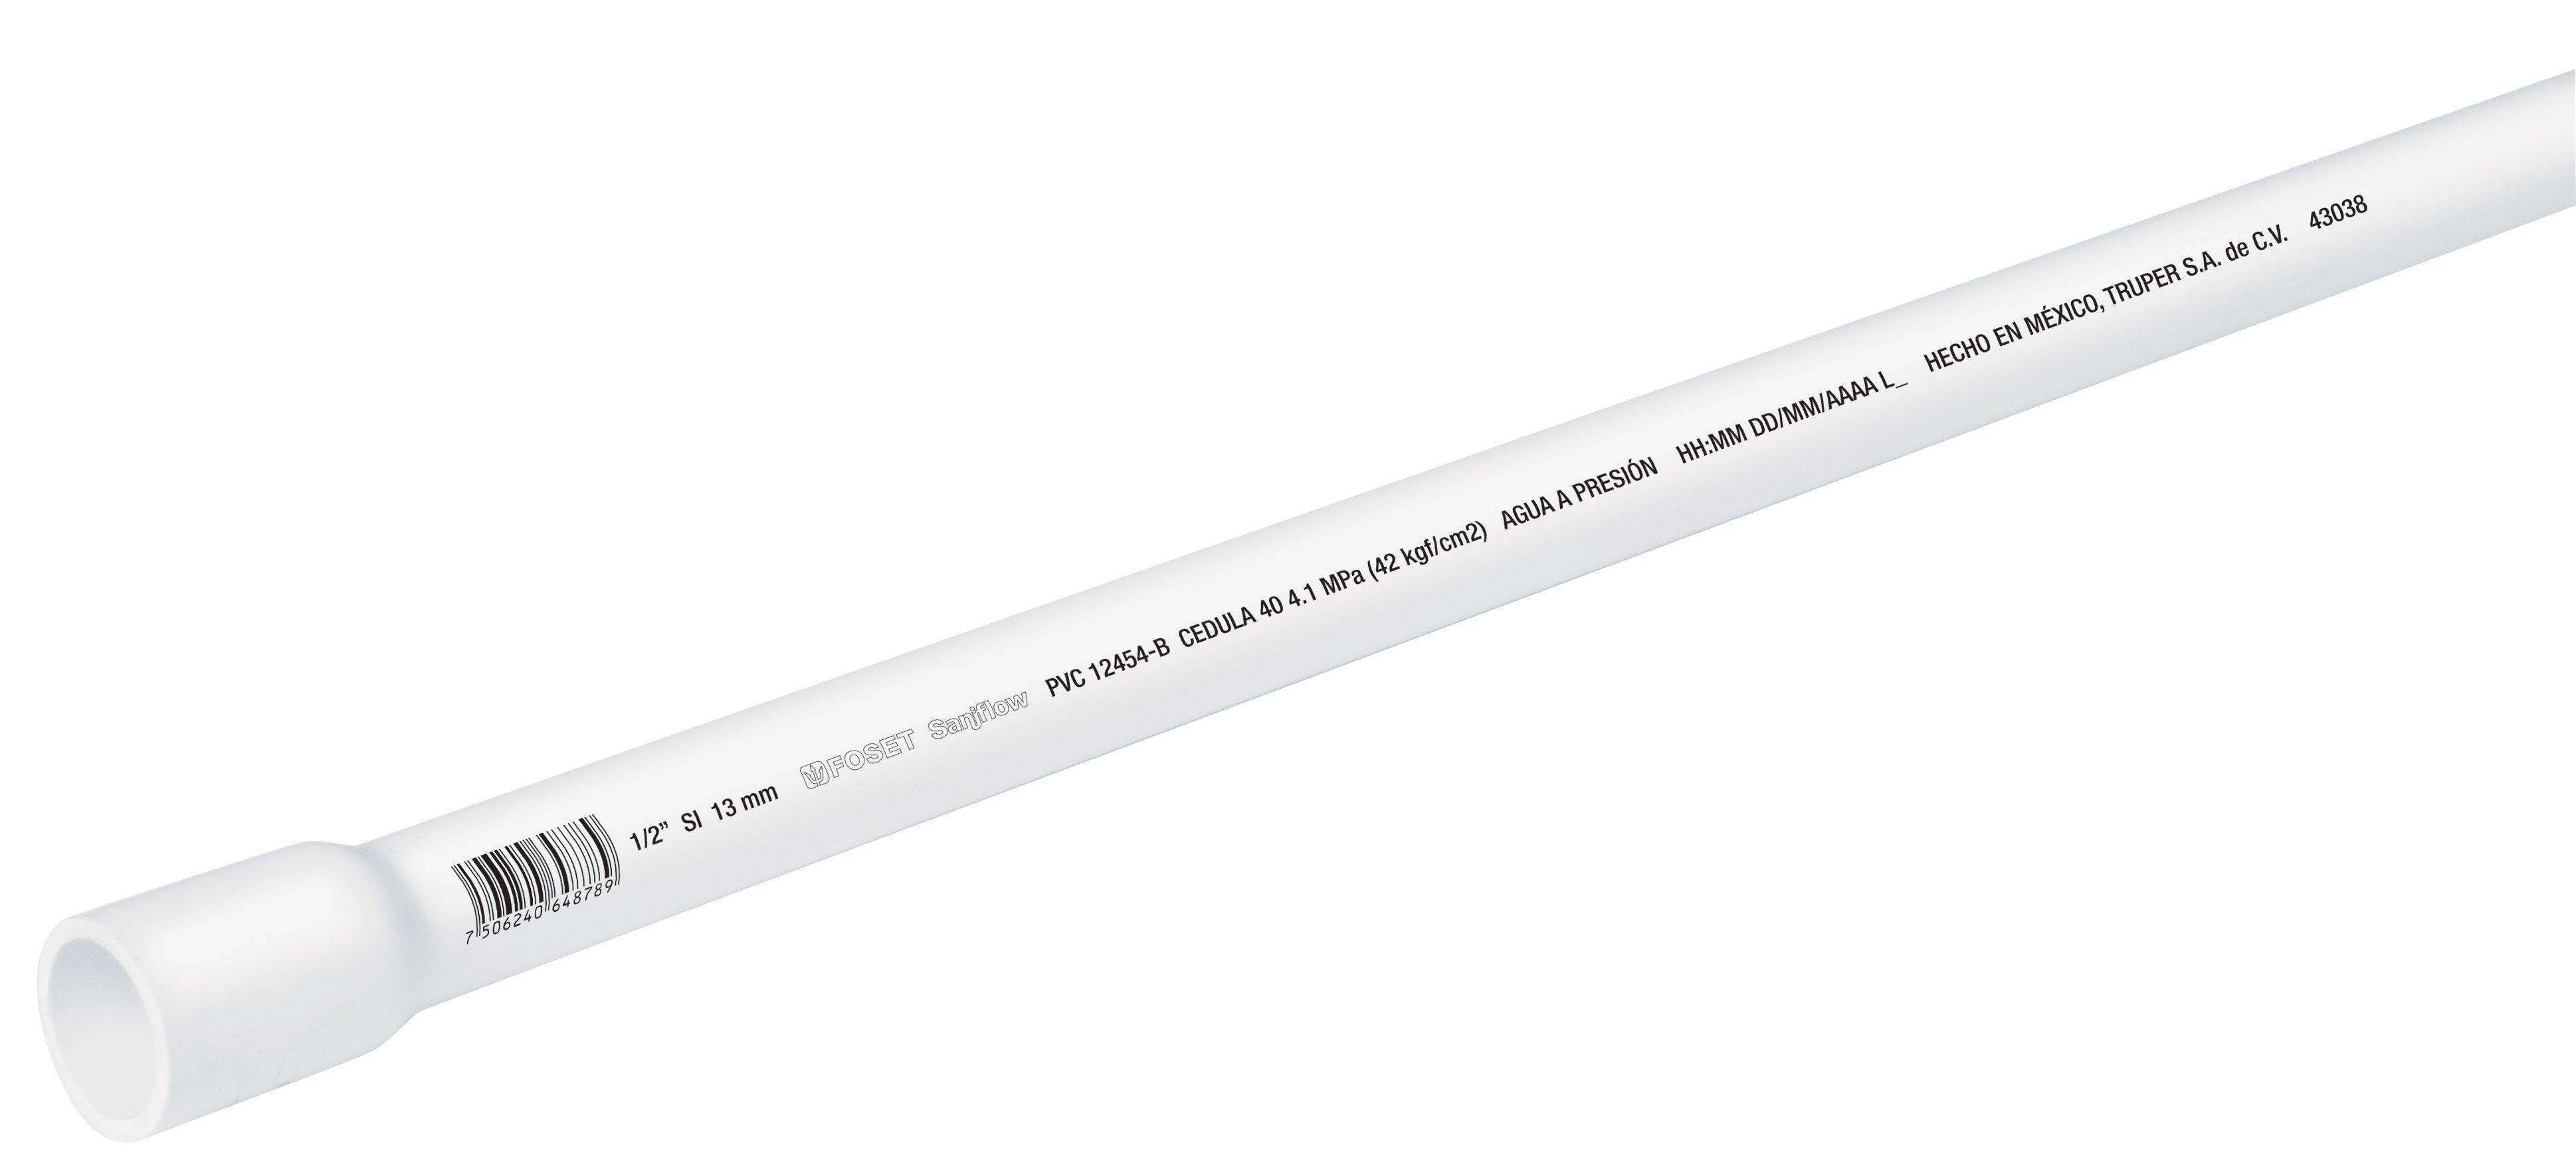 1/2” SI 13 mm FOSET Saniflow PVC 12454-B CEDULA 40 4.1 MPa (42 kgf/cm2) AGUA A PRESIÓN HH:MM DD/MM/AAAA L_ HECHO EN MÉXICO, TRUPER S.A. de C.V. 43038
7 506240 648789